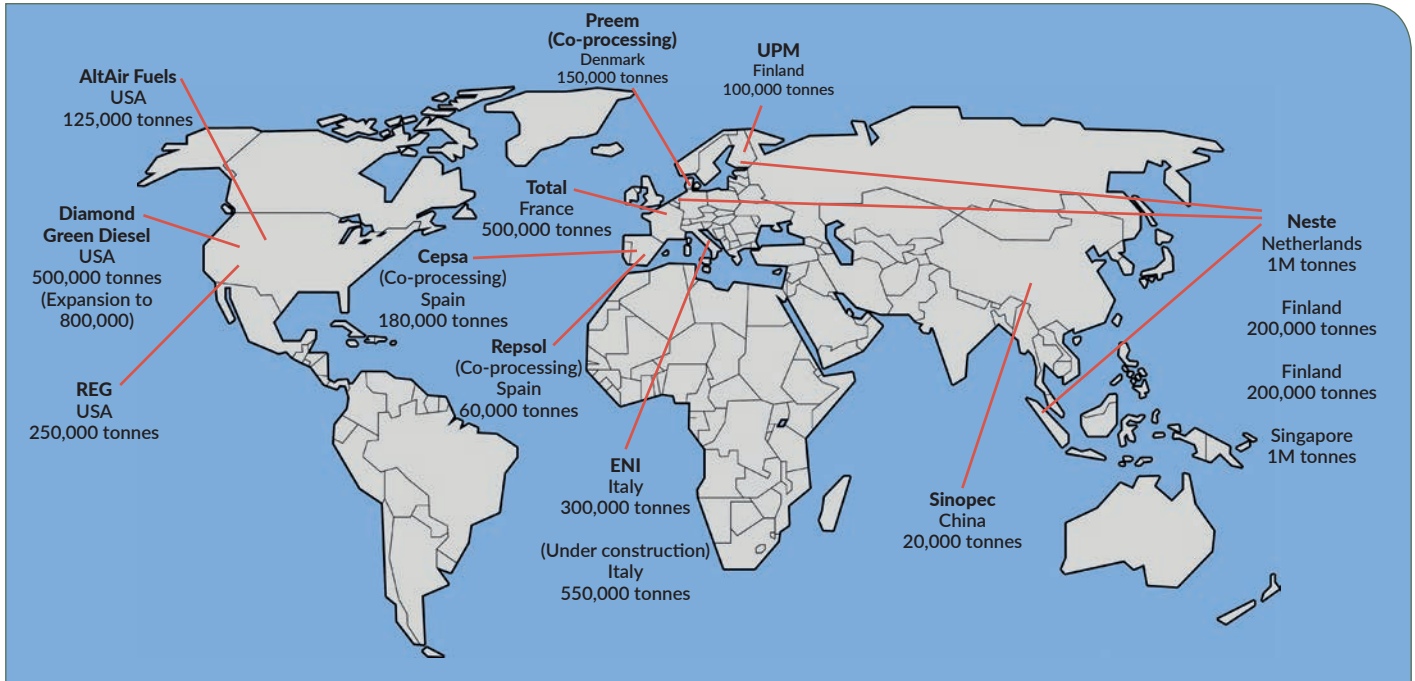 Preem
(Co-processing)
Denmark
150,000 tonnes
UPM
Finland
100,000 tonnes
AltAir Fuels
USA
125,000 tonnes
Total
France
500,000 tonnes
Diamond
Green Diesel
USA
500,000 tonnes
(Expansion to
800,000)
Cepsa
(Co-processing)
Spain
180,000 tonnes
Neste
Netherlands
1M tonnes
Finland
200,000 tonnes
Finland
200,000 tonnes
Singapore
1M tonnes
Repsol
(Co-processing)
Spain
60,000 tonnes
REG
USA
250,000 tonnes
ENI
Italy
300,000 tonnes
(Under construction)
Italy
550,000 tonnes
Sinopec
China
20,000 tonnes